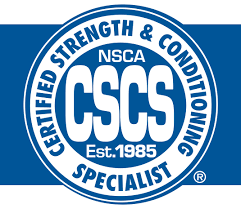 CERTIFIED STRENGTH & CONDITIONING
NSCA
CSCS
Est.1985
SPECIALIST
®